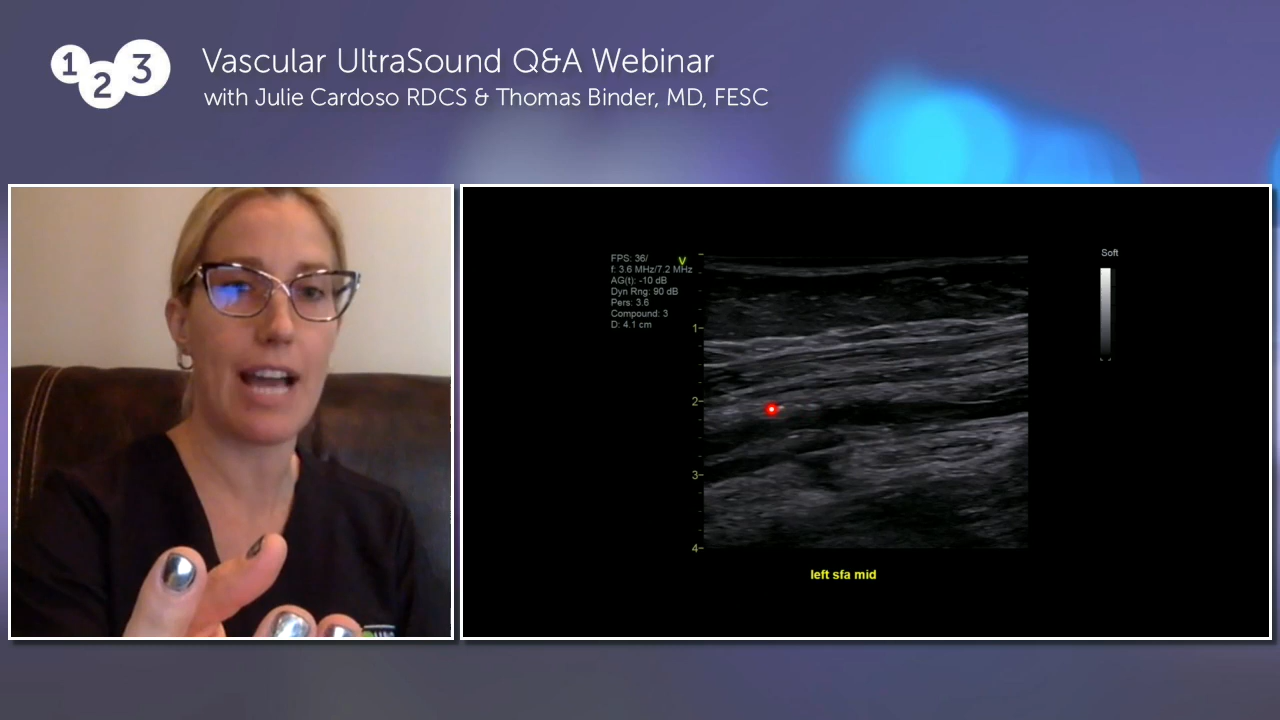 1 2 3
Vascular UltraSound Q&A Webinar
with Julie Cardoso RDCS & Thomas Binder, MD, FESC
FPS: 36/
f: 3.6 MHz/7.2 MHz
AG(t): -10 dB
Dyn Rng: 90 dB
Pers: 3.6
Compound: 3
D: 4.1 cm
V
Soft
1
2
3
4
left sfa mid